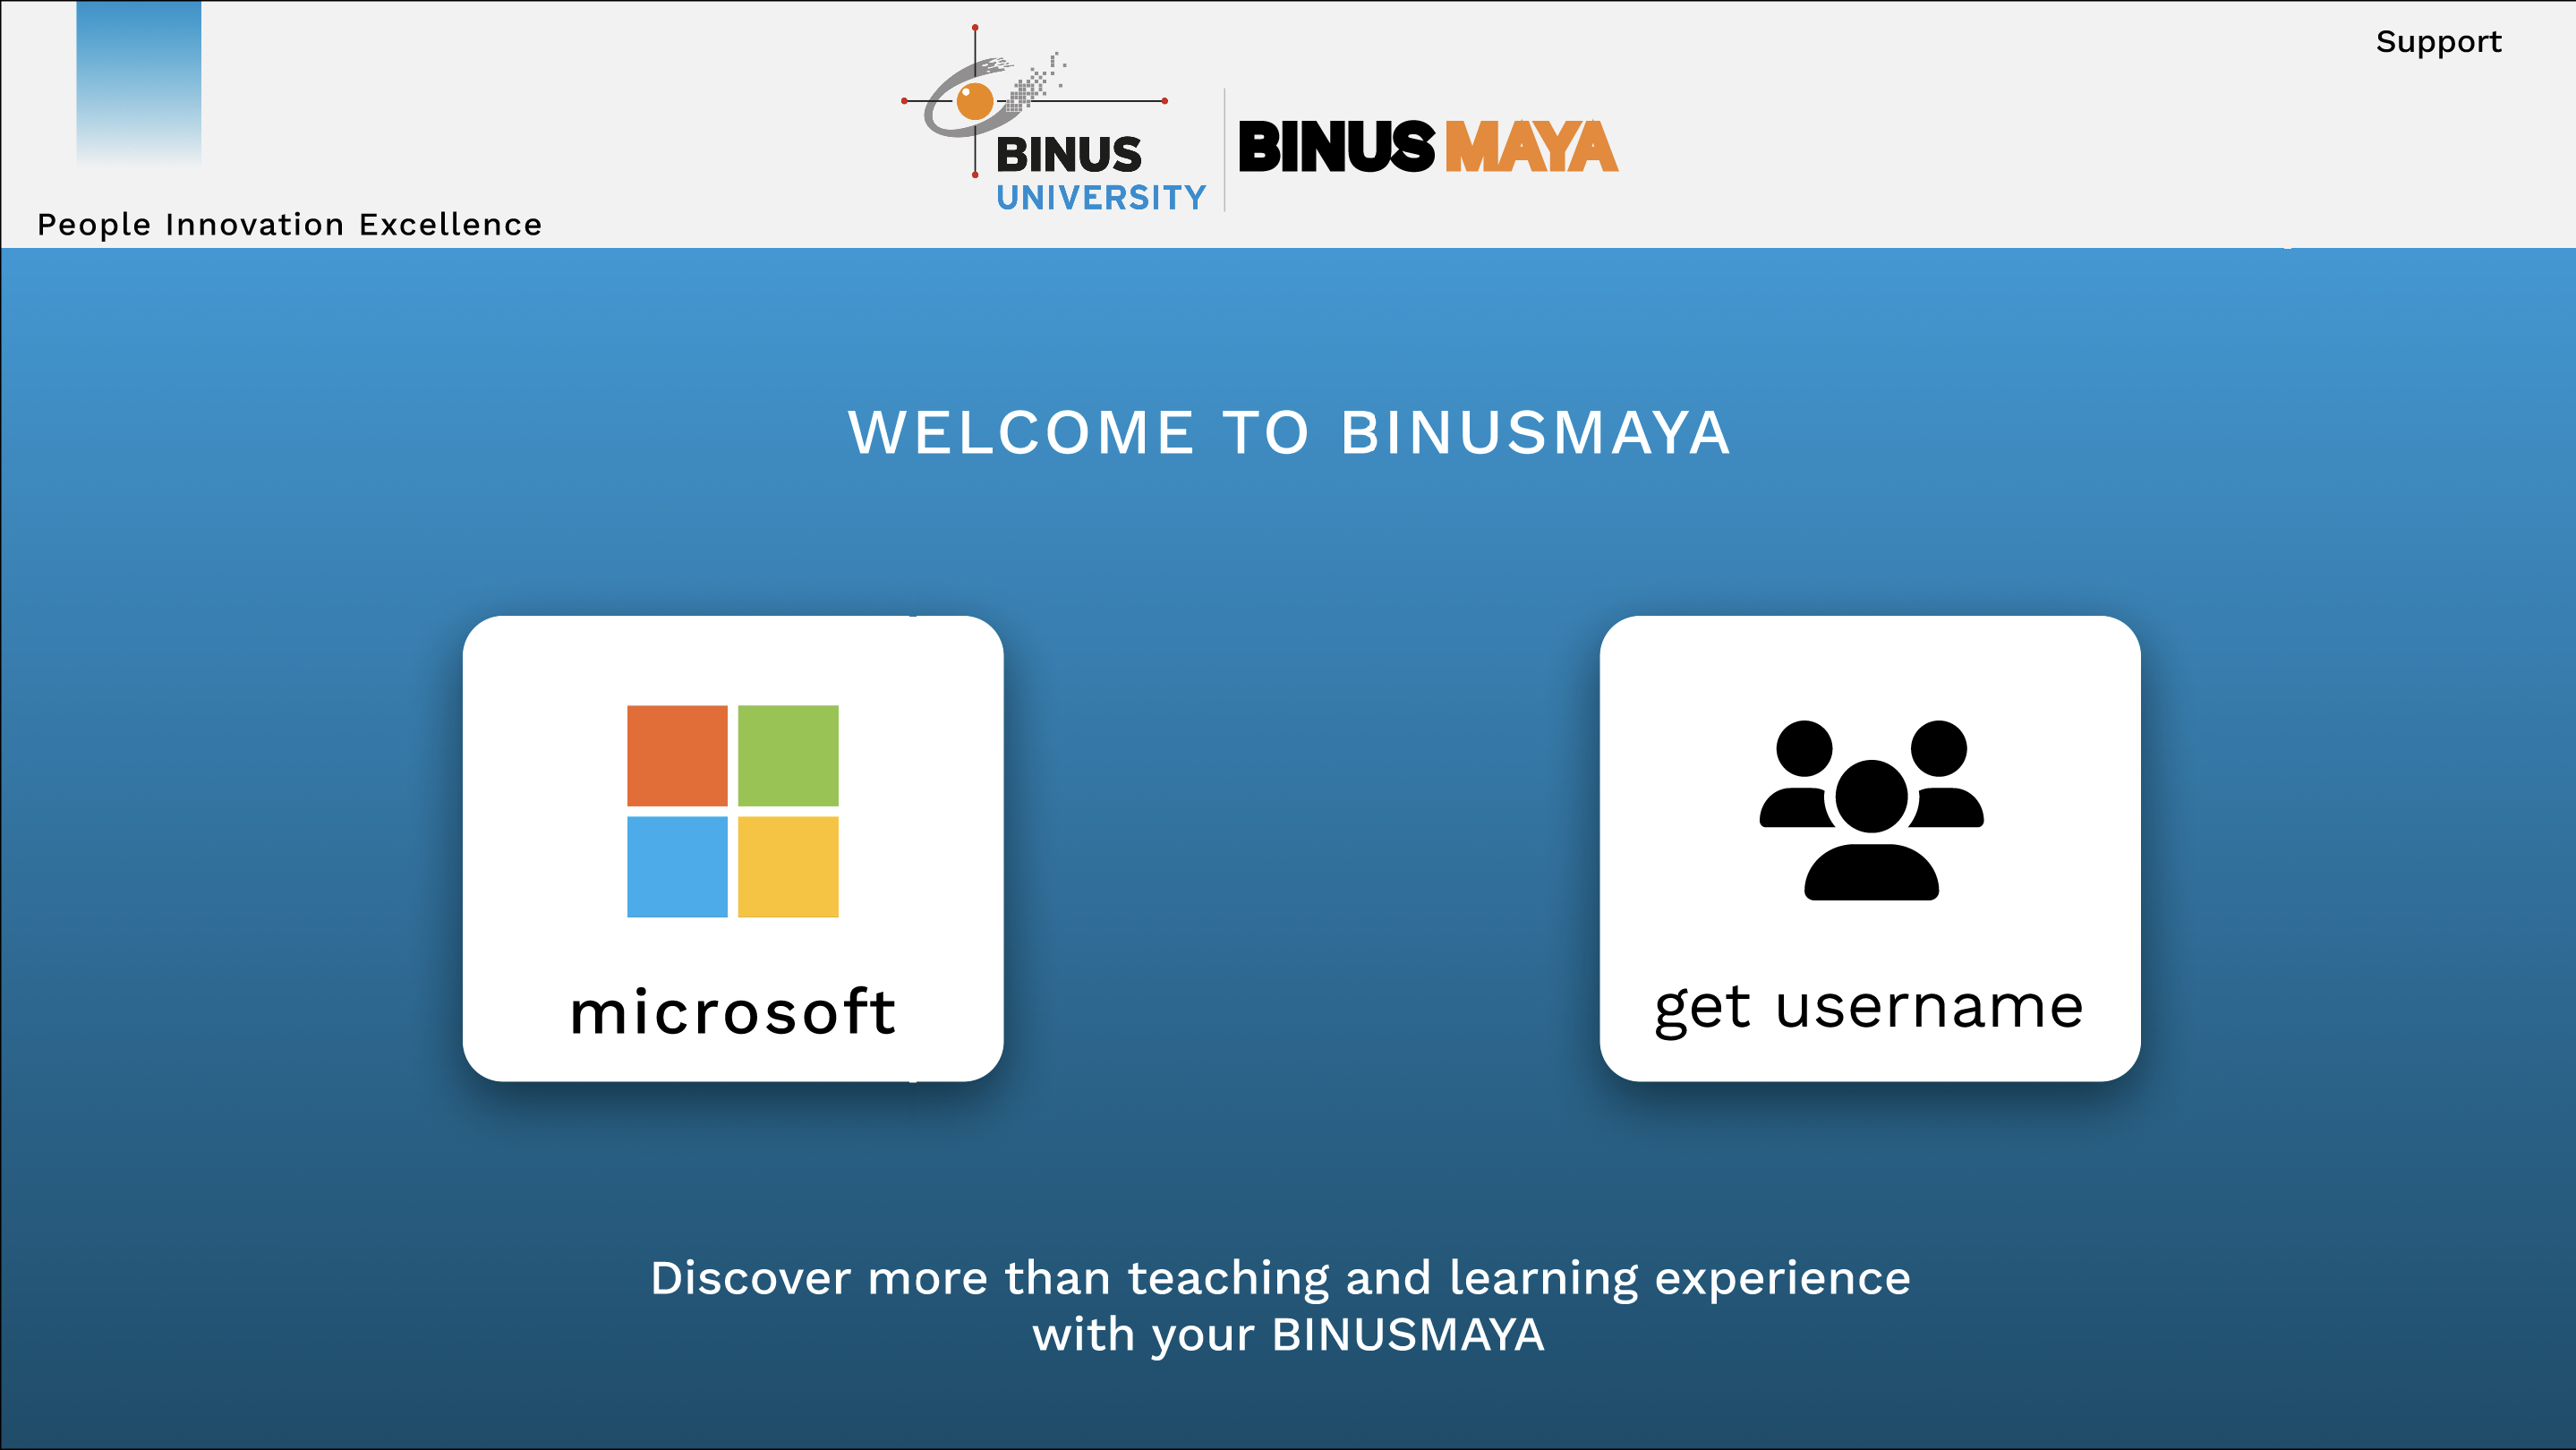 Support
BINUS
UNIVERSITY
BINUS MAYA
People Innovation Excellence
WELCOME TO BINUSMAYA
microsoft
get username
Discover more than teaching and learning experience
with your BINUSMAYA